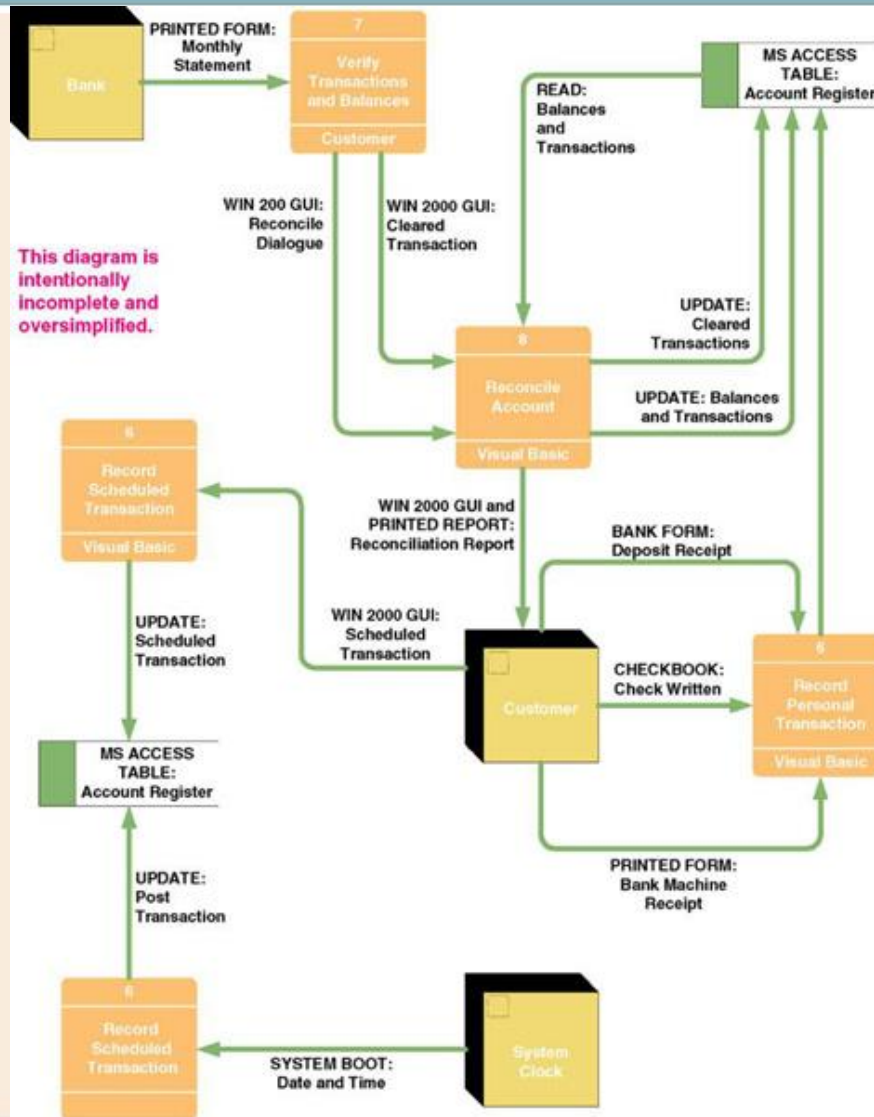 PRINTED FORM:
Monthly
Statement
7
Verify
Transactions
and Balances
Customer
Bank
MS ACCESS
TABLE:
Account Register
READ:
Balances
and
Transactions
WIN 200 GUI:
Reconcile
Dialogue
WIN 2000 GUI:
Cleared
Transaction
This diagram is
intentionally
incomplete and
oversimplified.
UPDATE:
Cleared
Transactions
8
Reconcile
Account
Visual Basic
UPDATE: Balances
and Transactions
6
Record
Scheduled
Transaction
Visual Basic
WIN 2000 GUI and
PRINTED REPORT:
Reconciliation Report
BANK FORM:
Deposit Receipt
UPDATE:
Scheduled
Transaction
WIN 2000 GUI:
Scheduled
Transaction
Customer
CHECKBOOK:
Check Written
6
Record
Personal
Transaction
Visual Basic
MS ACCESS
TABLE:
Account Register
PRINTED FORM:
Bank Machine
Receipt
UPDATE:
Post
Transaction
6
Record
Scheduled
Transaction
SYSTEM BOOT:
Date and Time
System
Clock